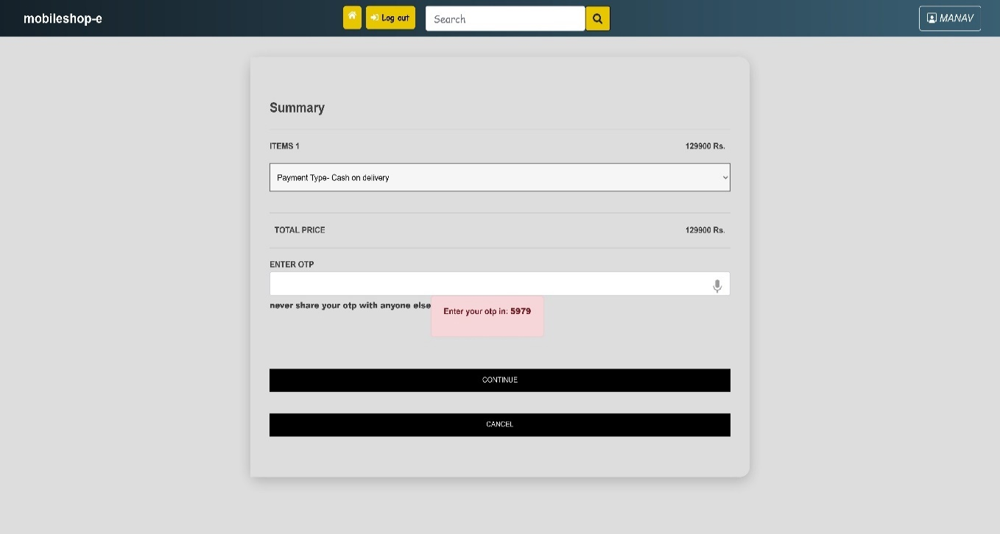 mobileshop-e
Log out
Search
MANAV
Summary
ITEMS 1 129900 Rs.
Payment Type- Cash on delivery
TOTAL PRICE 129900 Rs.
ENTER OTP
never share your otp with anyone else
Enter your otp in: 5979
CONTINUE
CANCEL